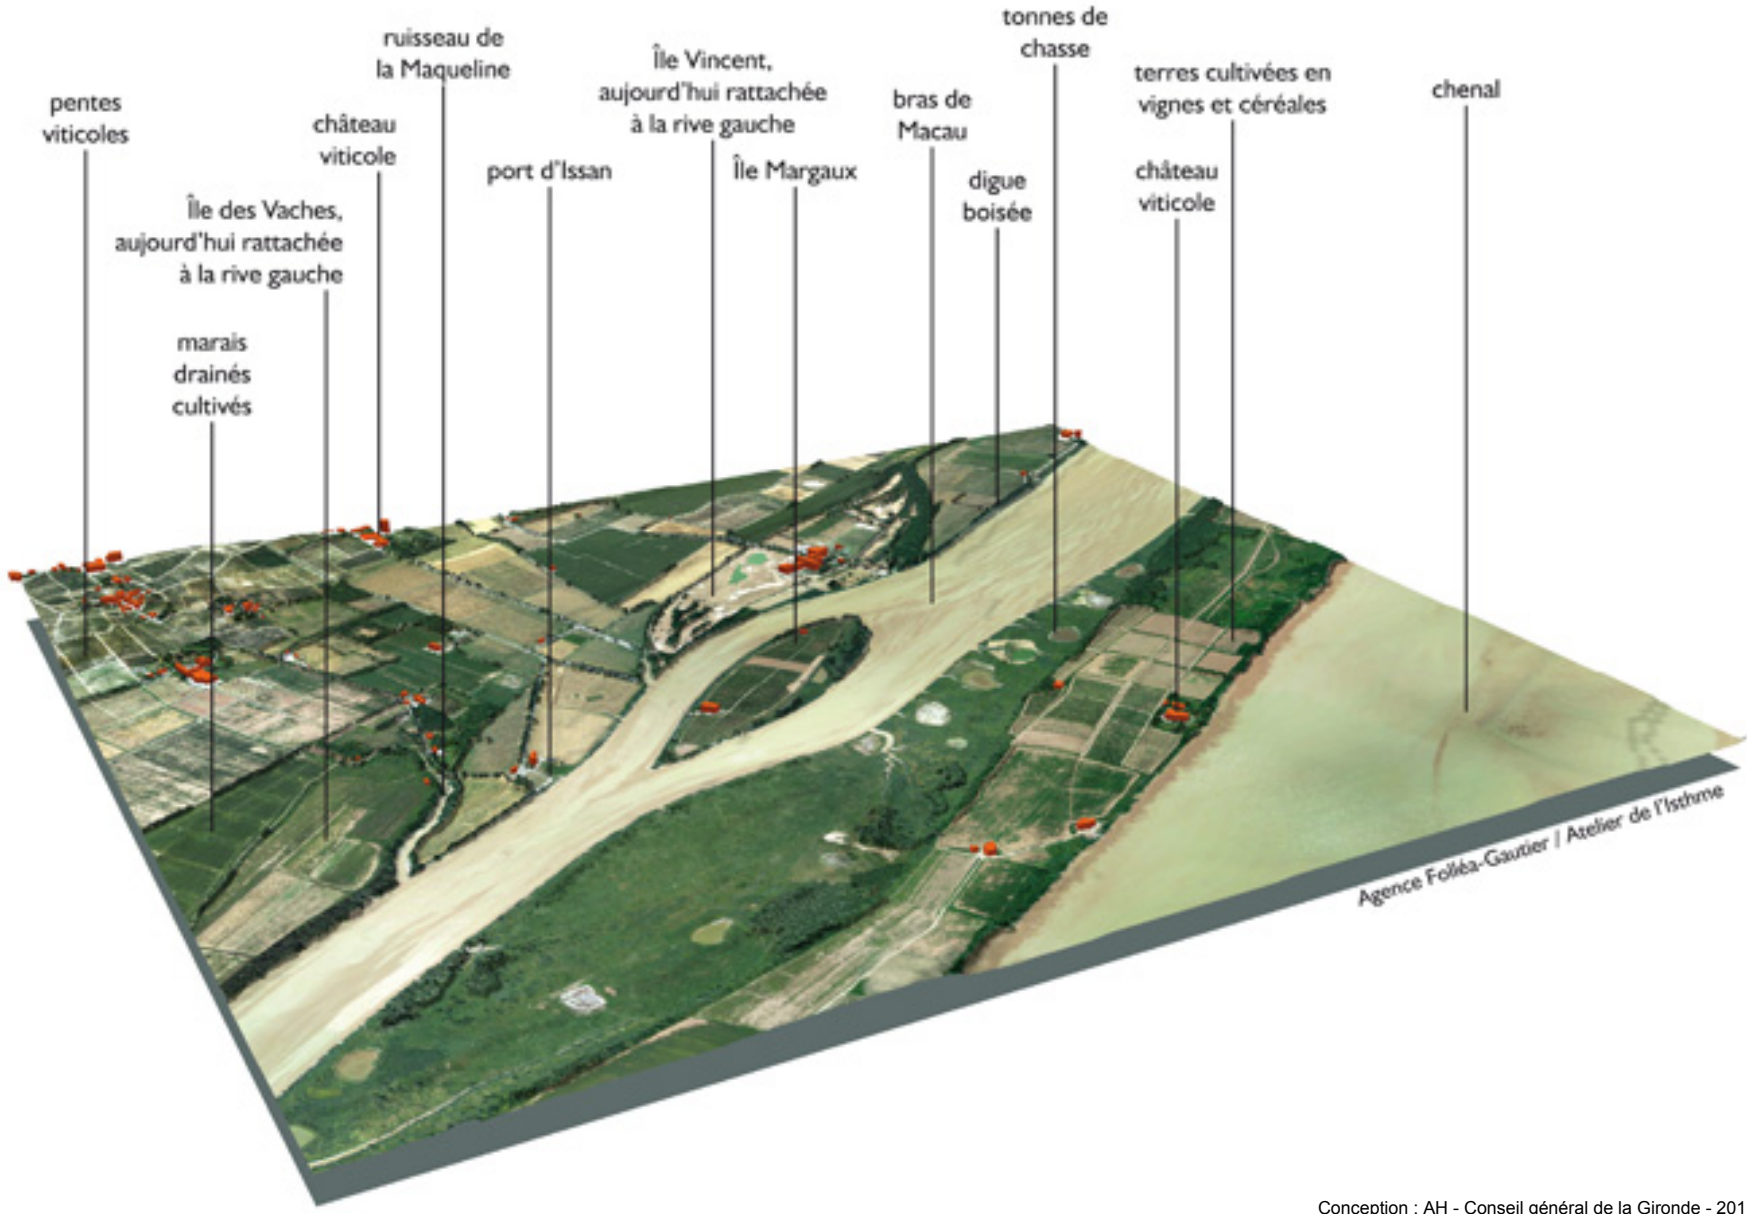 tonnes de
chasse
ruisseau de
la Maqueline
Île Vincent,
aujourd'hui rattachée
à la rive gauche
terres cultivées en
vignes et céréales
chenal
pentes
viticoles
bras de
Macau
château
viticole
port d'Issan
Île Margaux
digue
boisée
château
viticole
Île des Vaches,
aujourd'hui rattachée
à la rive gauche
marais
drainés
cultivés
Agence Folléa-Gautier | Atelier de l'Isthme
Conception : AH - Conseil général de la Gironde - 201